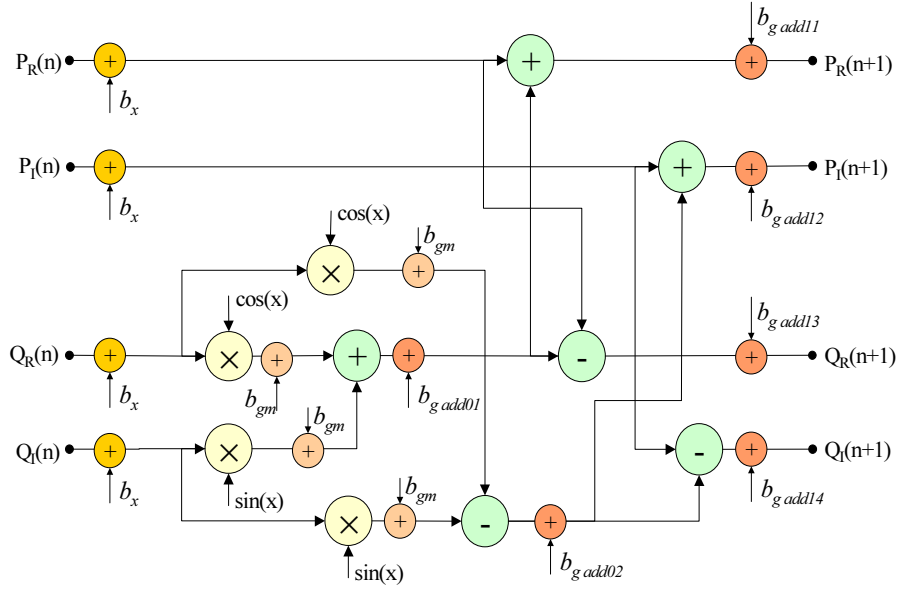 b_g add11
P_R(n) + + + P_R(n+1)
b_x
P_I(n) + + + P_I(n+1)
b_x b_g add12
cos(x)
b_gm
× +
cos(x)
b_g add13
Q_R(n) + × + + + - + Q_R(n+1)
b_x b_gm b_g add01
b_gm
Q_I(n) + × + - + Q_I(n+1)
b_x sin(x) b_gm b_g add14
× + - +
sin(x) b_g add02